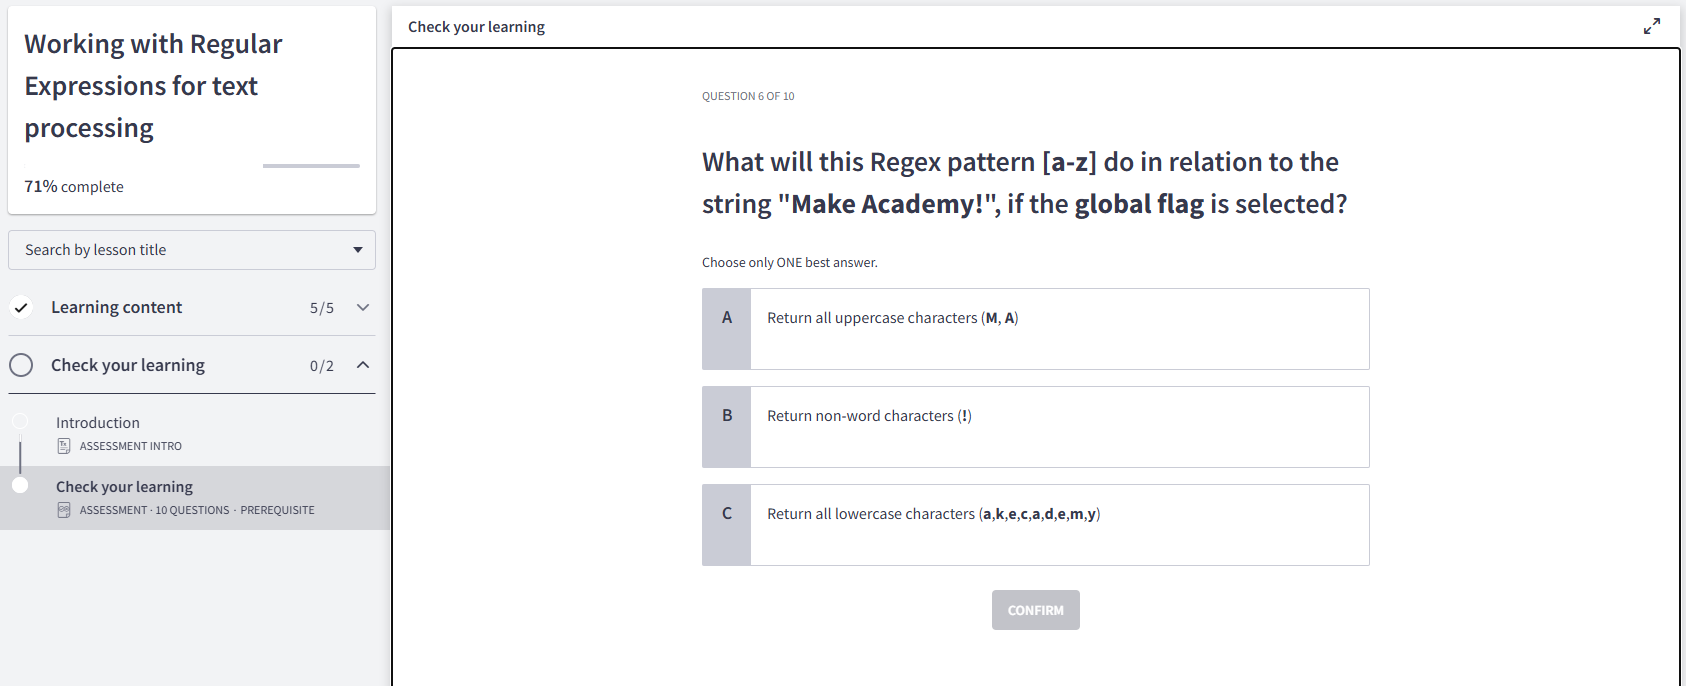 Working with Regular
Expressions for text
processing
71% complete
Search by lesson title
Learning content 5/5
Check your learning 0/2
Introduction
ASSESSMENT INTRO
Check your learning
ASSESSMENT · 10 QUESTIONS · PREREQUISITE
Check your learning
QUESTION 6 OF 10
What will this Regex pattern [a-z] do in relation to the
string "Make Academy!", if the global flag is selected?
Choose only ONE best answer.
A Return all uppercase characters (M, A)
B Return non-word characters (!)
C Return all lowercase characters (a,k,e,c,a,d,e,m,y)
CONFIRM